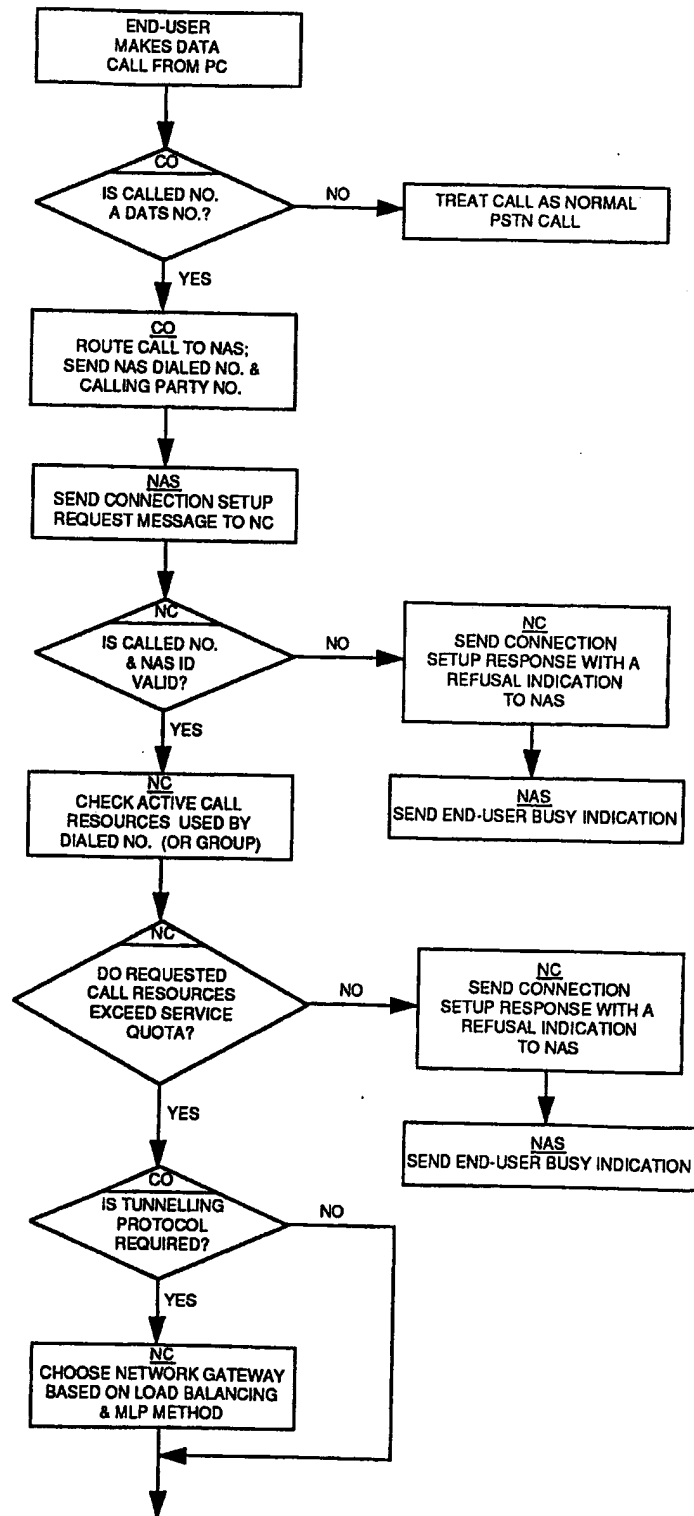 END-USER
MAKES DATA
CALL FROM PC
CO
IS CALLED NO.
A DATS NO.?
NO
TREAT CALL AS NORMAL
PSTN CALL
YES
CO
ROUTE CALL TO NAS;
SEND NAS DIALED NO. &
CALLING PARTY NO.
NAS
SEND CONNECTION SETUP
REQUEST MESSAGE TO NC
NC
IS CALLED NO.
& NAS ID
VALID?
NO
NC
SEND CONNECTION
SETUP RESPONSE WITH A
REFUSAL INDICATION
TO NAS
YES
NAS
SEND END-USER BUSY INDICATION
NC
CHECK ACTIVE CALL
RESOURCES USED BY
DIALED NO. (OR GROUP)
NC
DO REQUESTED
CALL RESOURCES
EXCEED SERVICE
QUOTA?
NO
NC
SEND CONNECTION
SETUP RESPONSE WITH A
REFUSAL INDICATION
TO NAS
YES
NAS
SEND END-USER BUSY INDICATION
CO
IS TUNNELLING
PROTOCOL
REQUIRED?
NO
YES
NC
CHOOSE NETWORK GATEWAY
BASED ON LOAD BALANCING
& MLP METHOD